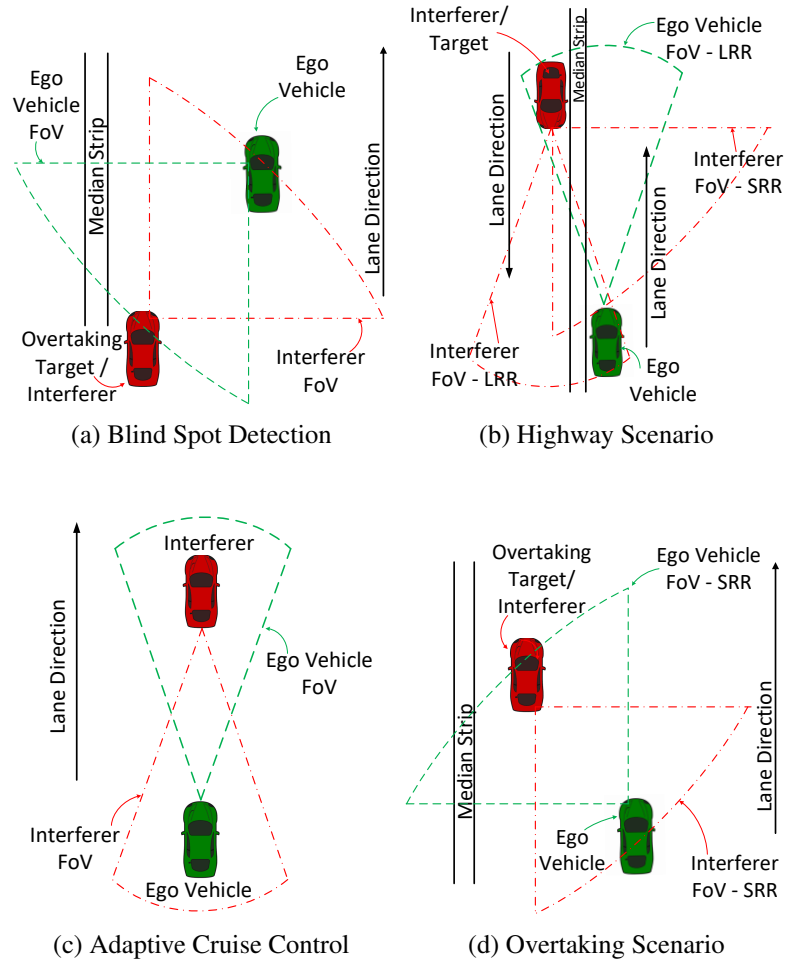 Ego
Vehicle
FoV
Median Strip
Ego
Vehicle
Lane Direction
Overtaking
Target /
Interferer
Interferer
FoV
(a) Blind Spot Detection
Interferer/
Target
Median Strip
Ego Vehicle
FoV - LRR
Lane Direction
Interferer
FoV - SRR
Lane Direction
Interferer
FoV - LRR
Ego
Vehicle
(b) Highway Scenario
Interferer
Lane Direction
Ego Vehicle
FoV
Interferer
FoV
Ego Vehicle
(c) Adaptive Cruise Control
Overtaking
Target/
Interferer
Ego Vehicle
FoV - SRR
Median Strip
Lane Direction
Ego
Vehicle
Interferer
FoV - SRR
(d) Overtaking Scenario